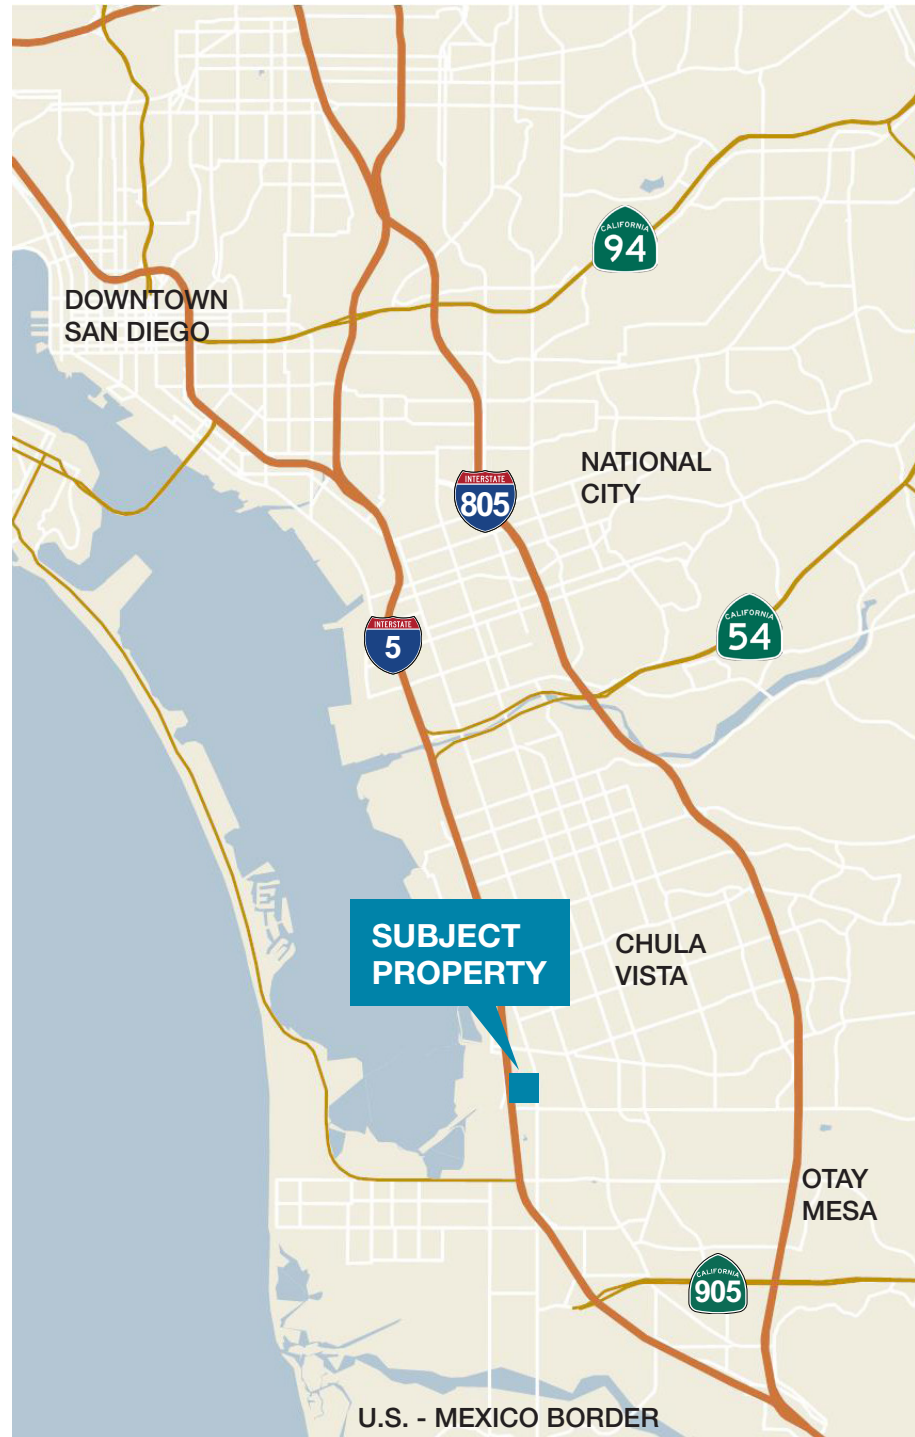 CALIFORNIA
94
DOWNTOWN
SAN DIEGO
NATIONAL
CITY
INTERSTATE
805
CALIFORNIA
54
INTERSTATE
5
SUBJECT
PROPERTY
CHULA
VISTA
OTAY
MESA
CALIFORNIA
905
U.S. - MEXICO BORDER